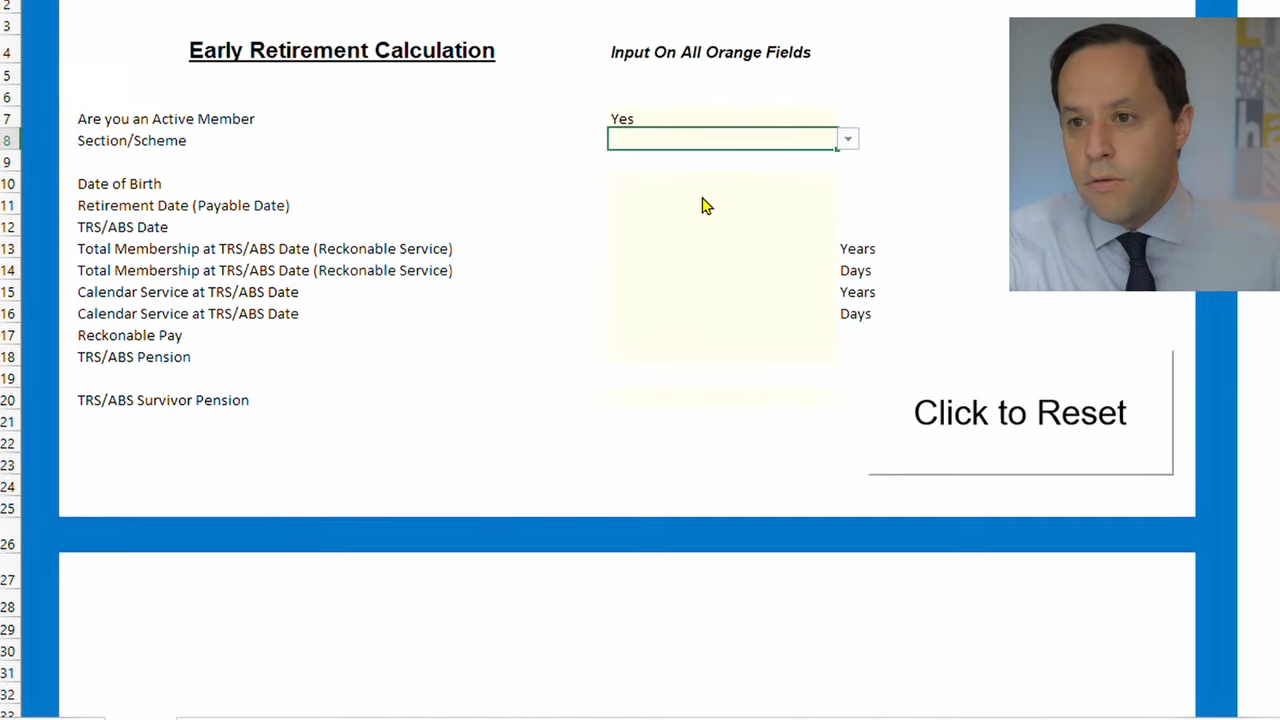 2
3
4 Early Retirement Calculation Input On All Orange Fields
5
6
7 Are you an Active Member Yes
8 Section/Scheme
9
10 Date of Birth
11 Retirement Date (Payable Date)
12 TRS/ABS Date
13 Total Membership at TRS/ABS Date (Reckonable Service) Years
14 Total Membership at TRS/ABS Date (Reckonable Service) Days
15 Calendar Service at TRS/ABS Date Years
16 Calendar Service at TRS/ABS Date Days
17 Reckonable Pay
18 TRS/ABS Pension
19
20 TRS/ABS Survivor Pension
21 Click to Reset
22
23
24
25
26
27
28
29
30
31
32
33